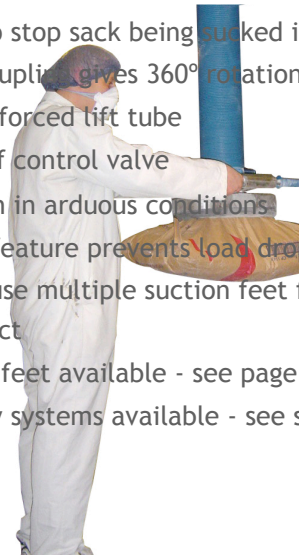 o stop sack being sucked i
upling gives 360º rotation
forced lift tube
f control valve
n in arduous conditions
eature prevents load dro
use multiple suction feet f
ct
feet available - see page
y systems available - see s